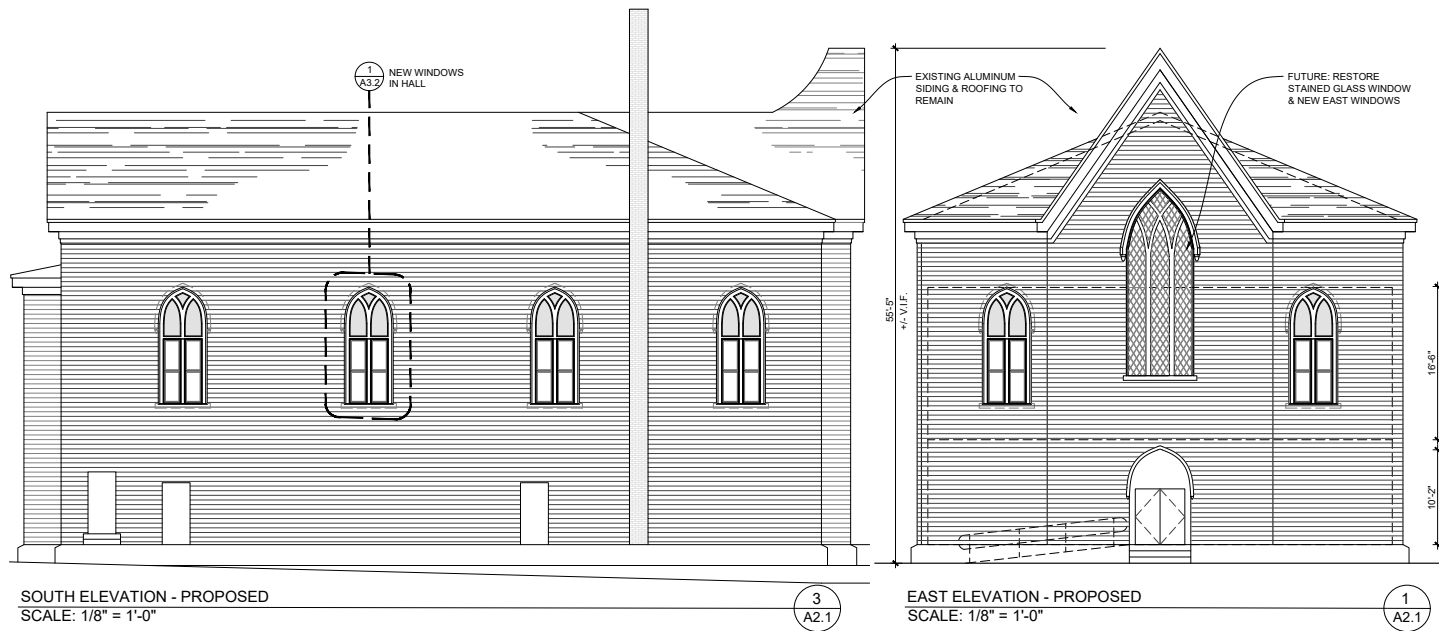 1
A3.2
NEW WINDOWS
IN HALL
EXISTING ALUMINUM
SIDING & ROOFING TO
REMAIN
FUTURE: RESTORE
STAINED GLASS WINDOW
& NEW EAST WINDOWS
55'-5"
+/- V.I.F.
16'-6"
10'-2"
SOUTH ELEVATION - PROPOSED
SCALE: 1/8" = 1'-0"
3
A2.1
EAST ELEVATION - PROPOSED
SCALE: 1/8" = 1'-0"
1
A2.1